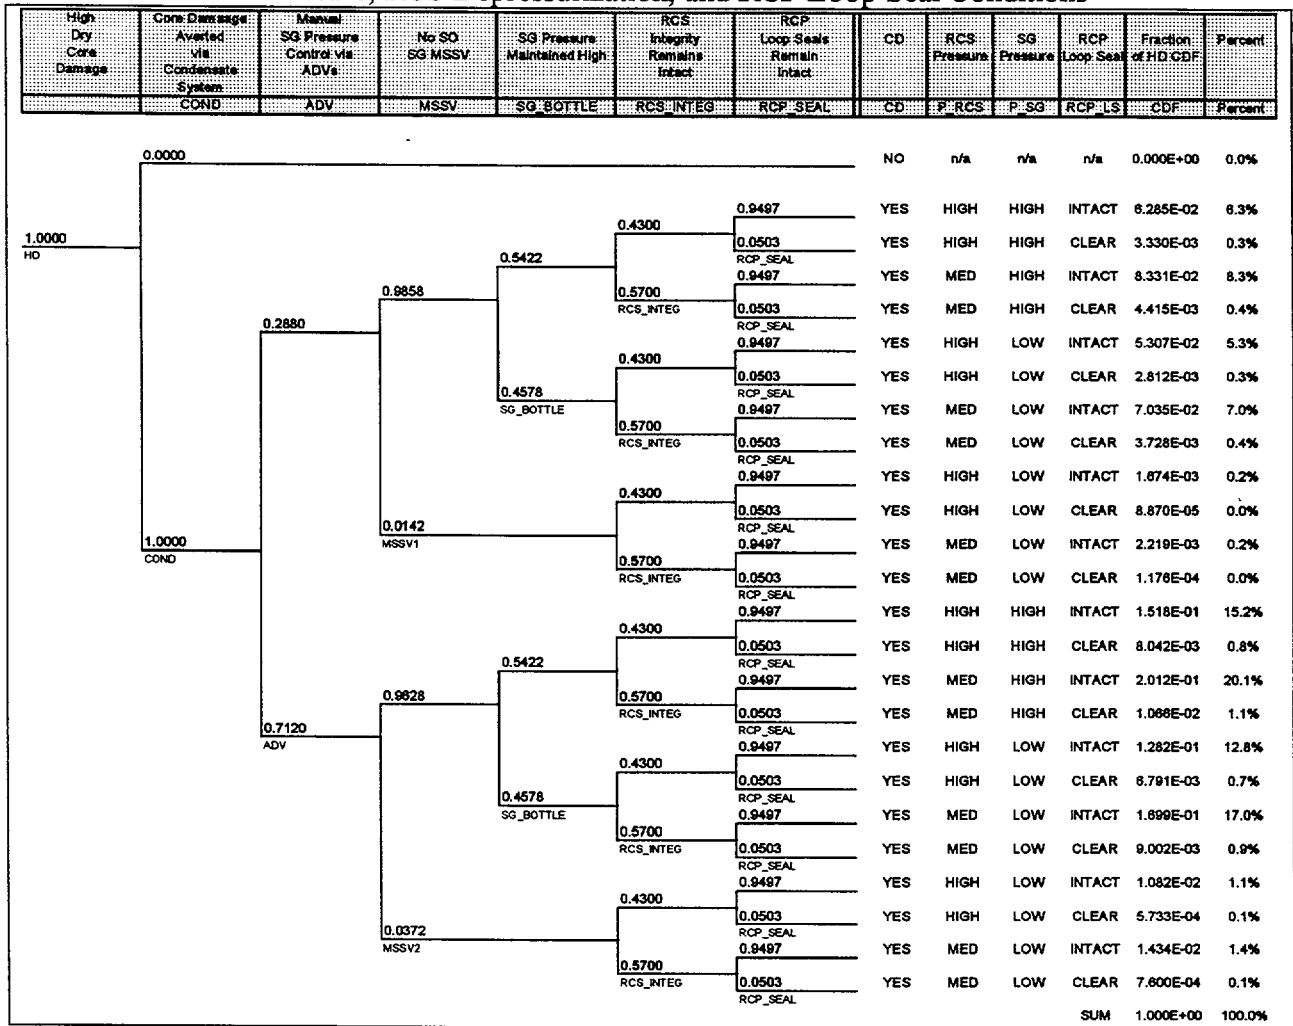 High Dry Core Damage
Core Damaage Averted via Condensate System
Manual SG Pressure Control via ADVs
No SO SG MSSV
SG Pressure Maintained High
RCS Integrity Remains Intact
RCP Loop Seals Remain Intact
CD
RCS Pressure
SG Pressure
RCP Loop Seal
Fraction of HD CDF
Percent
COND ADV MSSV SG_BOTTLE RCS_INTEG RCP_SEAL CD P_RCS P_SG RCP_LS CDF Percent
0.0000 NO n/a n/a n/a 0.000E+00 0.0%
0.9497 YES HIGH HIGH INTACT 6.285E-02 6.3%
0.4300
1.0000 0.0503 YES HIGH HIGH CLEAR 3.330E-03 0.3%
HD 0.5422 RCP_SEAL
0.9497 YES MED HIGH INTACT 8.331E-02 8.3%
0.9858 0.5700
RCS_INTEG 0.0503 YES MED HIGH CLEAR 4.415E-03 0.4%
0.2880 RCP_SEAL
0.9497 YES HIGH LOW INTACT 5.307E-02 5.3%
0.4300
0.0503 YES HIGH LOW CLEAR 2.812E-03 0.3%
0.4578 RCP_SEAL
SG_BOTTLE 0.9497 YES MED LOW INTACT 7.035E-02 7.0%
0.5700
RCS_INTEG 0.0503 YES MED LOW CLEAR 3.728E-03 0.4%
RCP_SEAL
0.9497 YES HIGH LOW INTACT 1.674E-03 0.2%
0.4300
0.0503 YES HIGH LOW CLEAR 8.870E-05 0.0%
0.0142 RCP_SEAL
1.0000 MSSV1 0.9497 YES MED LOW INTACT 2.219E-03 0.2%
COND 0.5700
RCS_INTEG 0.0503 YES MED LOW CLEAR 1.176E-04 0.0%
RCP_SEAL
0.9497 YES HIGH HIGH INTACT 1.518E-01 15.2%
0.4300
0.0503 YES HIGH HIGH CLEAR 8.042E-03 0.8%
0.5422 RCP_SEAL
0.9497 YES MED HIGH INTACT 2.012E-01 20.1%
0.9628 0.5700
RCS_INTEG 0.0503 YES MED HIGH CLEAR 1.066E-02 1.1%
0.7120 RCP_SEAL
ADV 0.9497 YES HIGH LOW INTACT 1.282E-01 12.8%
0.4300
0.0503 YES HIGH LOW CLEAR 6.791E-03 0.7%
0.4578 RCP_SEAL
SG_BOTTLE 0.9497 YES MED LOW INTACT 1.699E-01 17.0%
0.5700
RCS_INTEG 0.0503 YES MED LOW CLEAR 9.002E-03 0.9%
RCP_SEAL
0.9497 YES HIGH LOW INTACT 1.082E-02 1.1%
0.4300
0.0503 YES HIGH LOW CLEAR 5.733E-04 0.1%
0.0372 RCP_SEAL
MSSV2 0.9497 YES MED LOW INTACT 1.434E-02 1.4%
0.5700
RCS_INTEG 0.0503 YES MED LOW CLEAR 7.600E-04 0.1%
RCP_SEAL
SUM 1.000E+00 100.0%